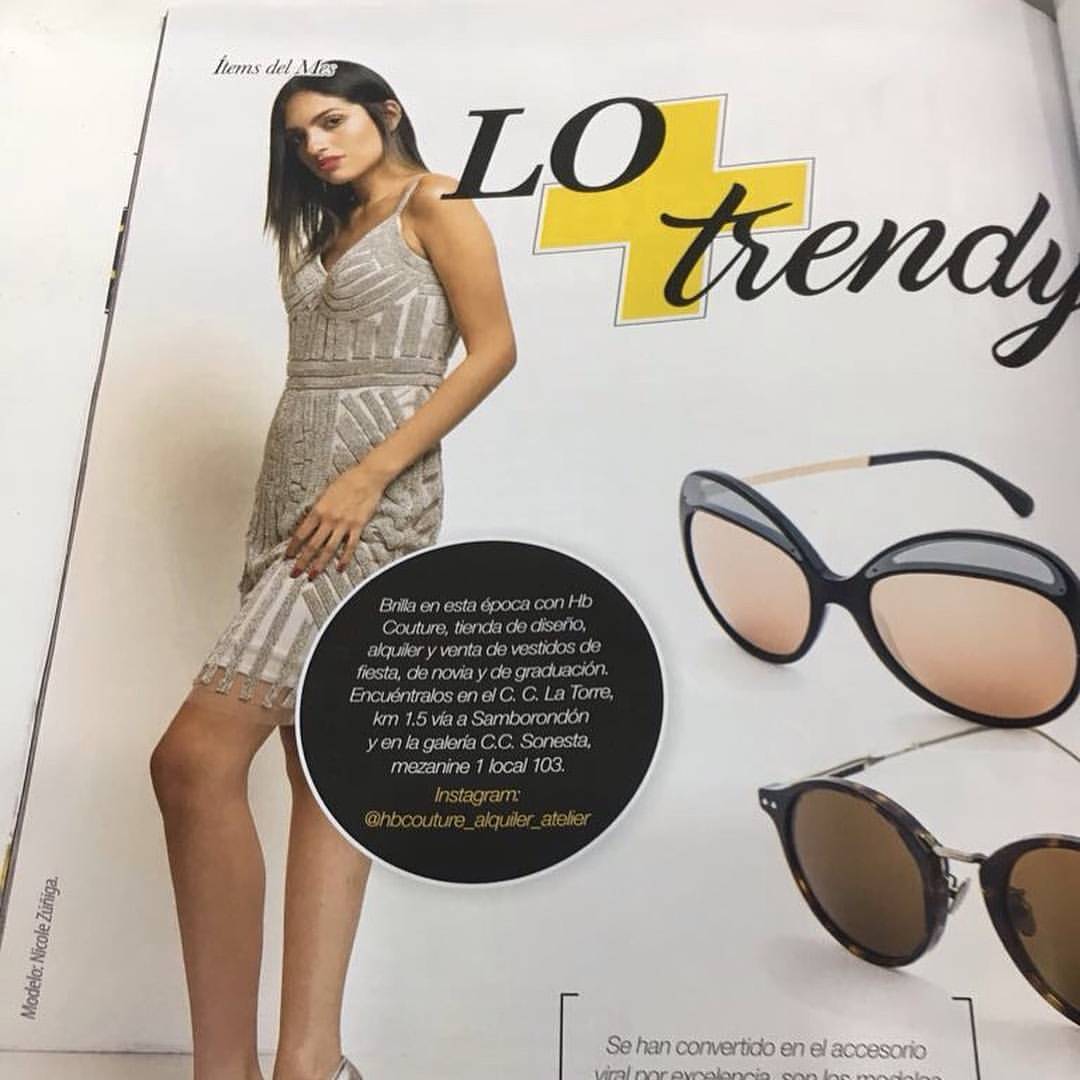 Ítems del Mes
LO
trendy
Brilla en esta época con Hb
Couture, tienda de diseño,
alquiler y venta de vestidos de
fiesta, de novia y de graduación.
Encuéntralos en el C. C. La Torre,
km 1.5 vía a Samborondón
y en la galería C.C. Sonesta,
mezanine 1 local 103.
Instagram:
@hbcouture_alquiler_atelier
Modelo: Nicole Zúñiga.
Se han convertido en el accesorio
viral por excelencia, son los modelos